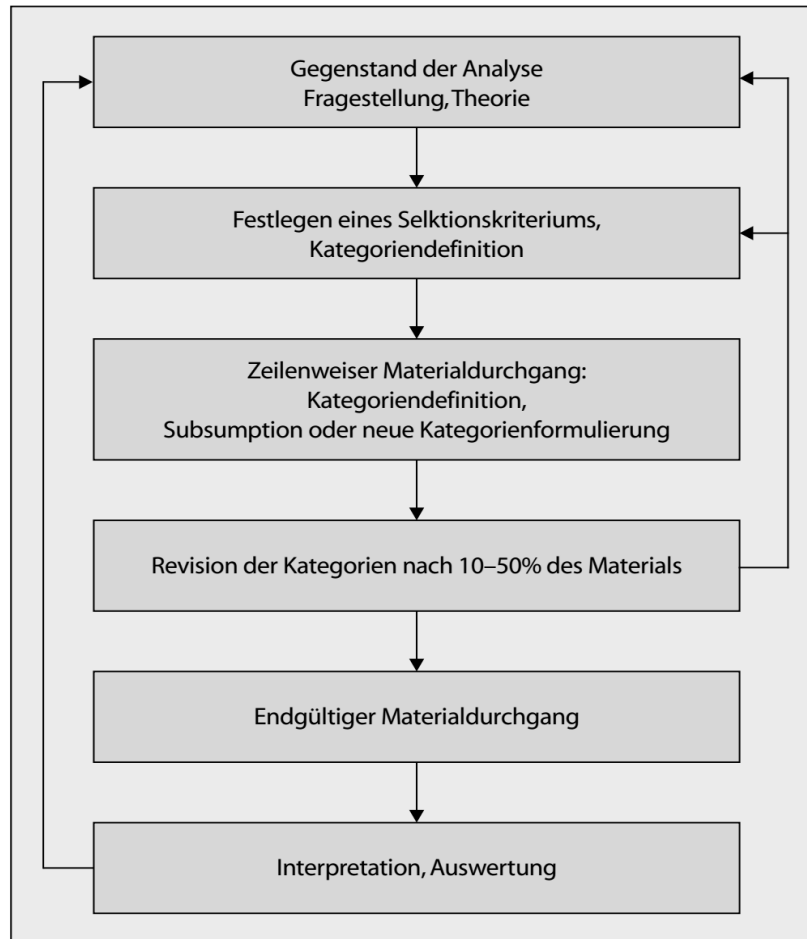 Gegenstand der Analyse
Fragestellung, Theorie
Festlegen eines Selktionskriteriums,
Kategoriendefinition
Zeilenweiser Materialdurchgang:
Kategoriendefinition,
Subsumption oder neue Kategorienformulierung
Revision der Kategorien nach 10–50% des Materials
Endgültiger Materialdurchgang
Interpretation, Auswertung